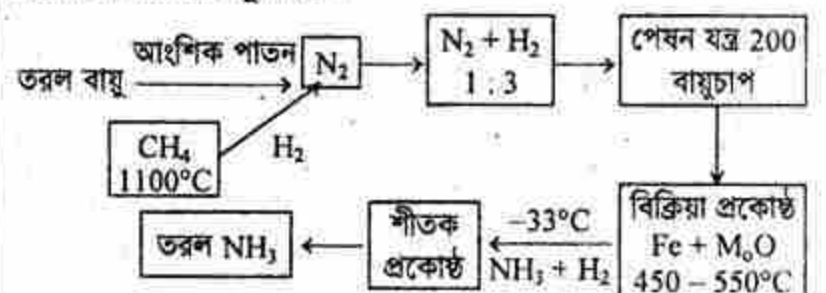 তরল বায়ু
আংশিক পাতন
N₂
N₂ + H₂
1 : 3
পেষন যন্ত্র 200
বায়ুচাপ
CH₄
1100°C
H₂
বিক্রিয়া প্রকোষ্ঠ
Fe + MₒO
450 – 550°C
–33°C
NH₃ + H₂
শীতক
প্রকোষ্ঠ
তরল NH₃